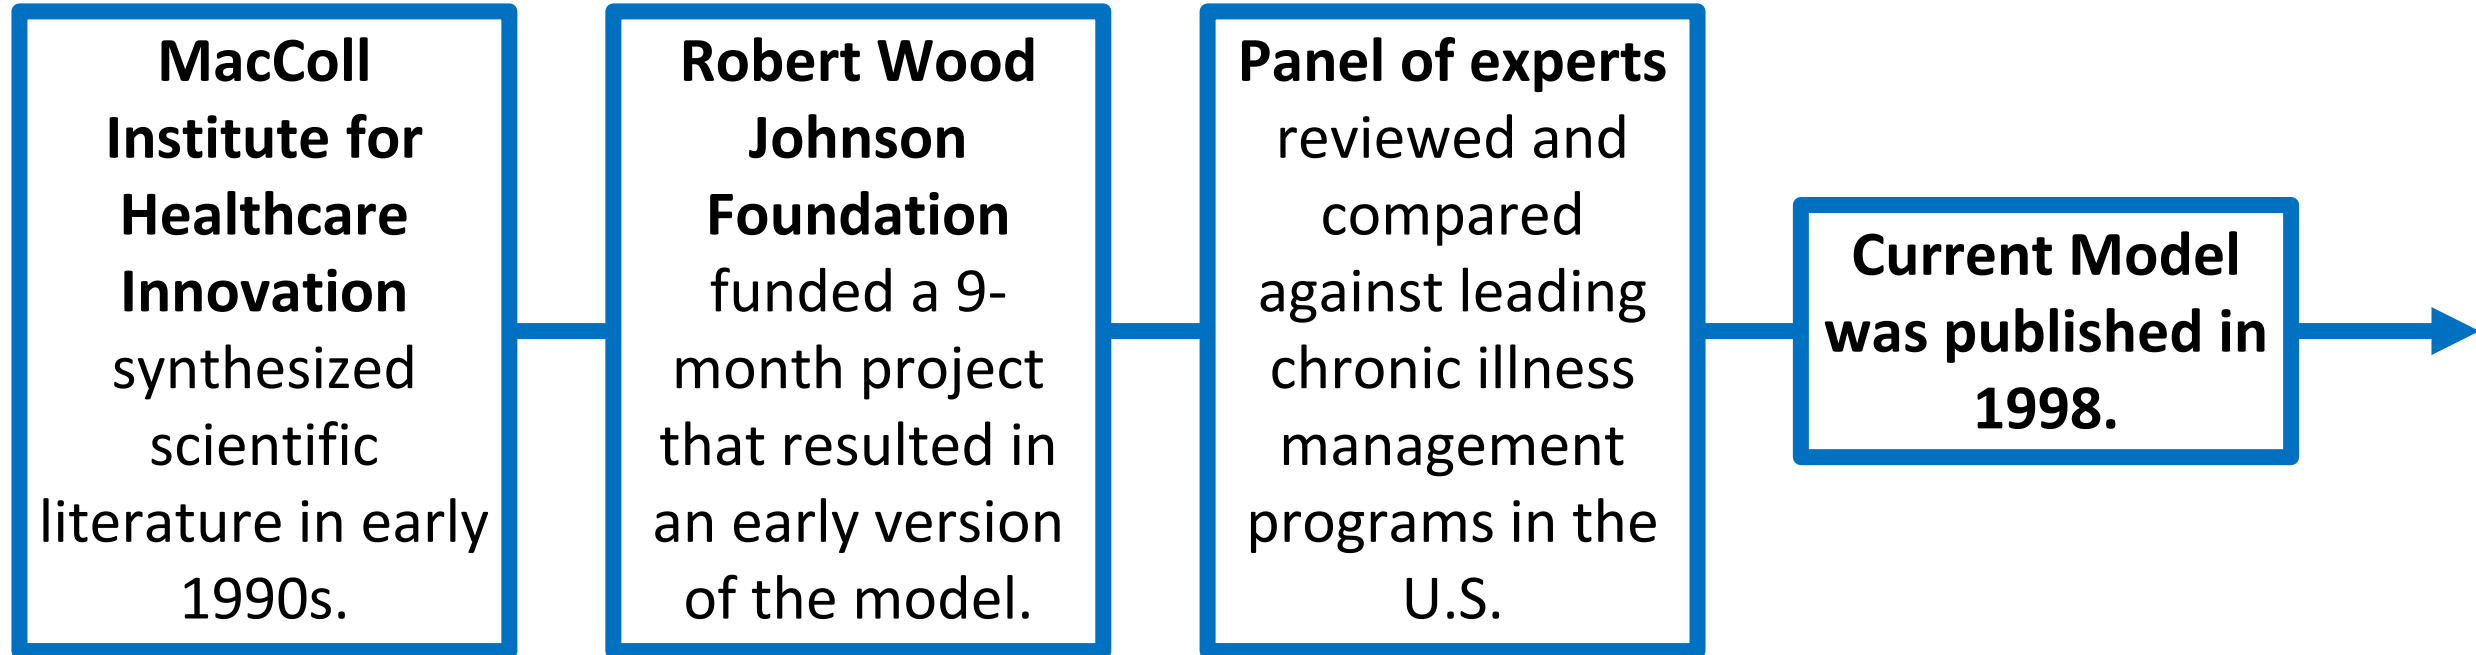 MacColl
Institute for
Healthcare
Innovation
synthesized
scientific
literature in early
1990s.
Robert Wood
Johnson
Foundation
funded a 9-
month project
that resulted in
an early version
of the model.
Panel of experts
reviewed and
compared
against leading
chronic illness
management
programs in the
U.S.
Current Model
was published in
1998.